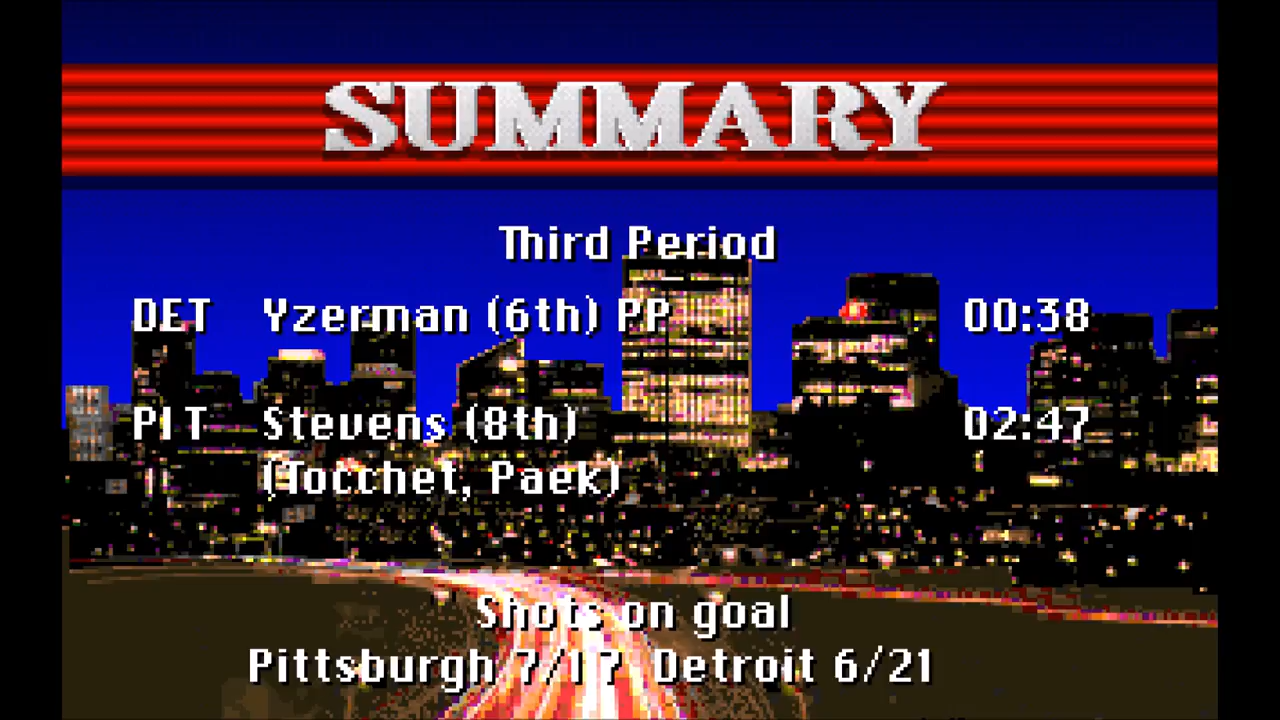 SUMMARY
Third Period
DET Yzerman (6th) PP 00:38
PIT Stevens (8th) 02:47
(Tocchet, Paek)
Shots on goal
Pittsburgh 7/17 Detroit 6/21